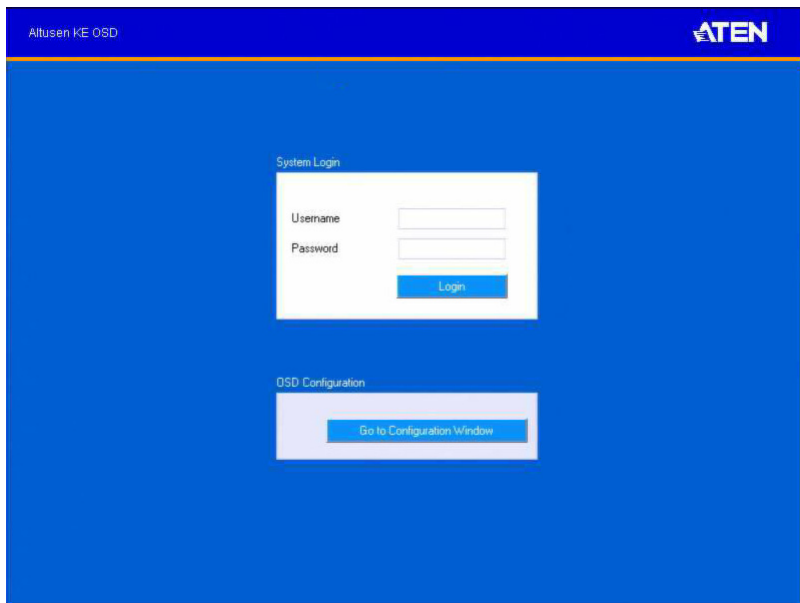 Altusen KE OSD
ATEN
System Login
Username
Password
Login
OSD Configuration
Go to Configuration Window